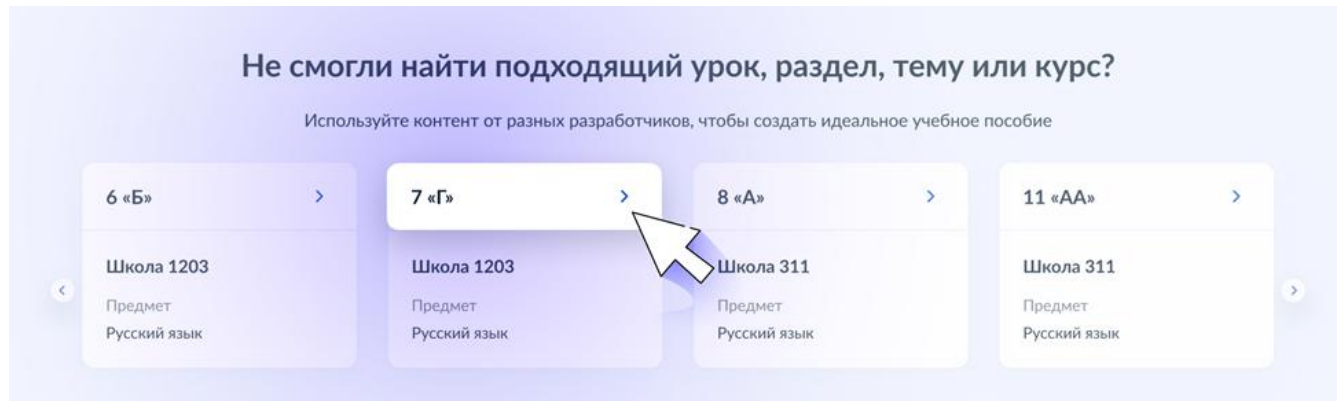 Не смогли найти подходящий урок, раздел, тему или курс?
Используйте контент от разных разработчиков, чтобы создать идеальное учебное пособие
6 «Б»
Школа 1203
Предмет
Русский язык
7 «Г»
Школа 1203
Предмет
Русский язык
8 «А»
Школа 311
Предмет
Русский язык
11 «АА»
Школа 311
Предмет
Русский язык